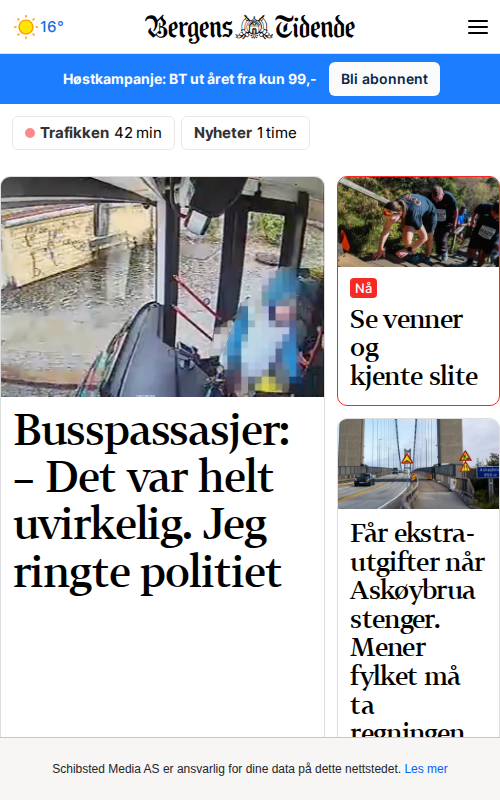 16°
Bergens Tidende
Høstkampanje: BT ut året fra kun 99,-
Bli abonnent
Trafikken 42 min
Nyheter 1 time
Busspassasjer:
– Det var helt
uvirkelig. Jeg
ringte politiet
Nå
Se venner
og
kjente slite
Får ekstra-
utgifter når
Askøybrua
stenger.
Mener
fylket må
ta
regningen
Schibsted Media AS er ansvarlig for dine data på dette nettstedet. Les mer